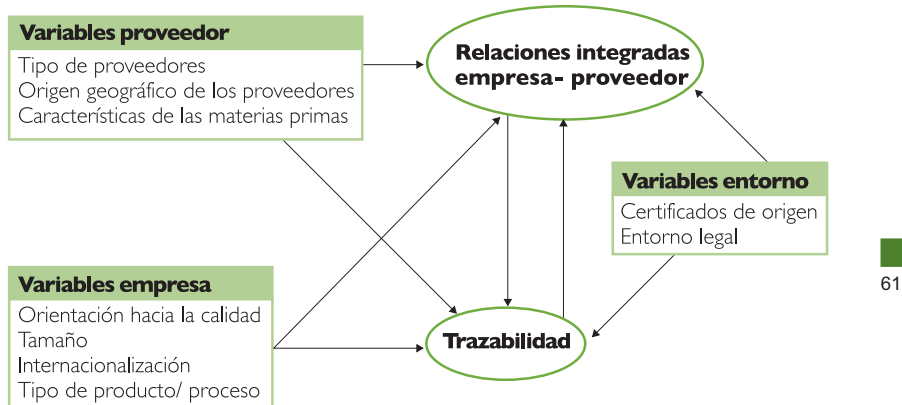 Variables proveedor
Tipo de proveedores
Origen geográfico de los proveedores
Características de las materias primas
Relaciones integradas
empresa- proveedor
Variables entorno
Certificados de origen
Entorno legal
61
Variables empresa
Orientación hacia la calidad
Tamaño
Internacionalización
Tipo de producto/ proceso
Trazabilidad